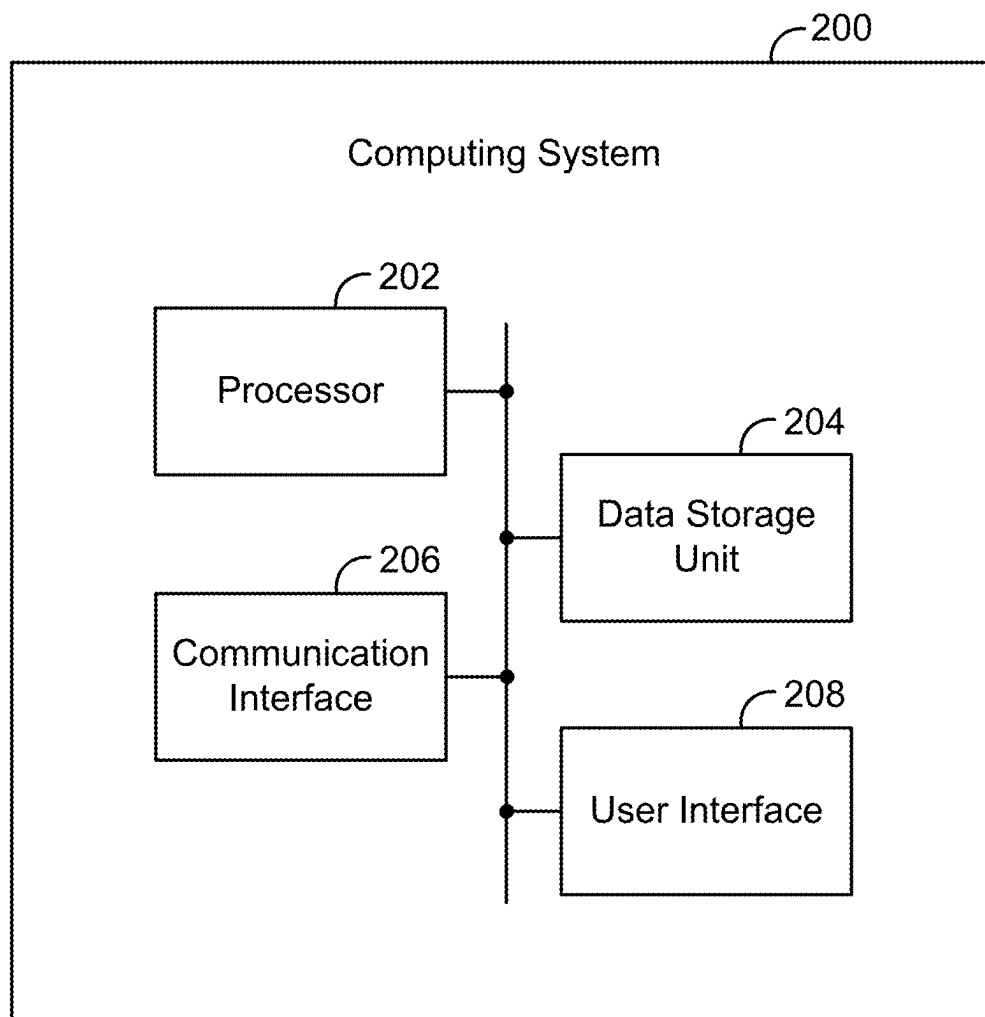 200
Computing System
202
Processor
204
Data Storage
Unit
206
Communication
Interface
208
User Interface